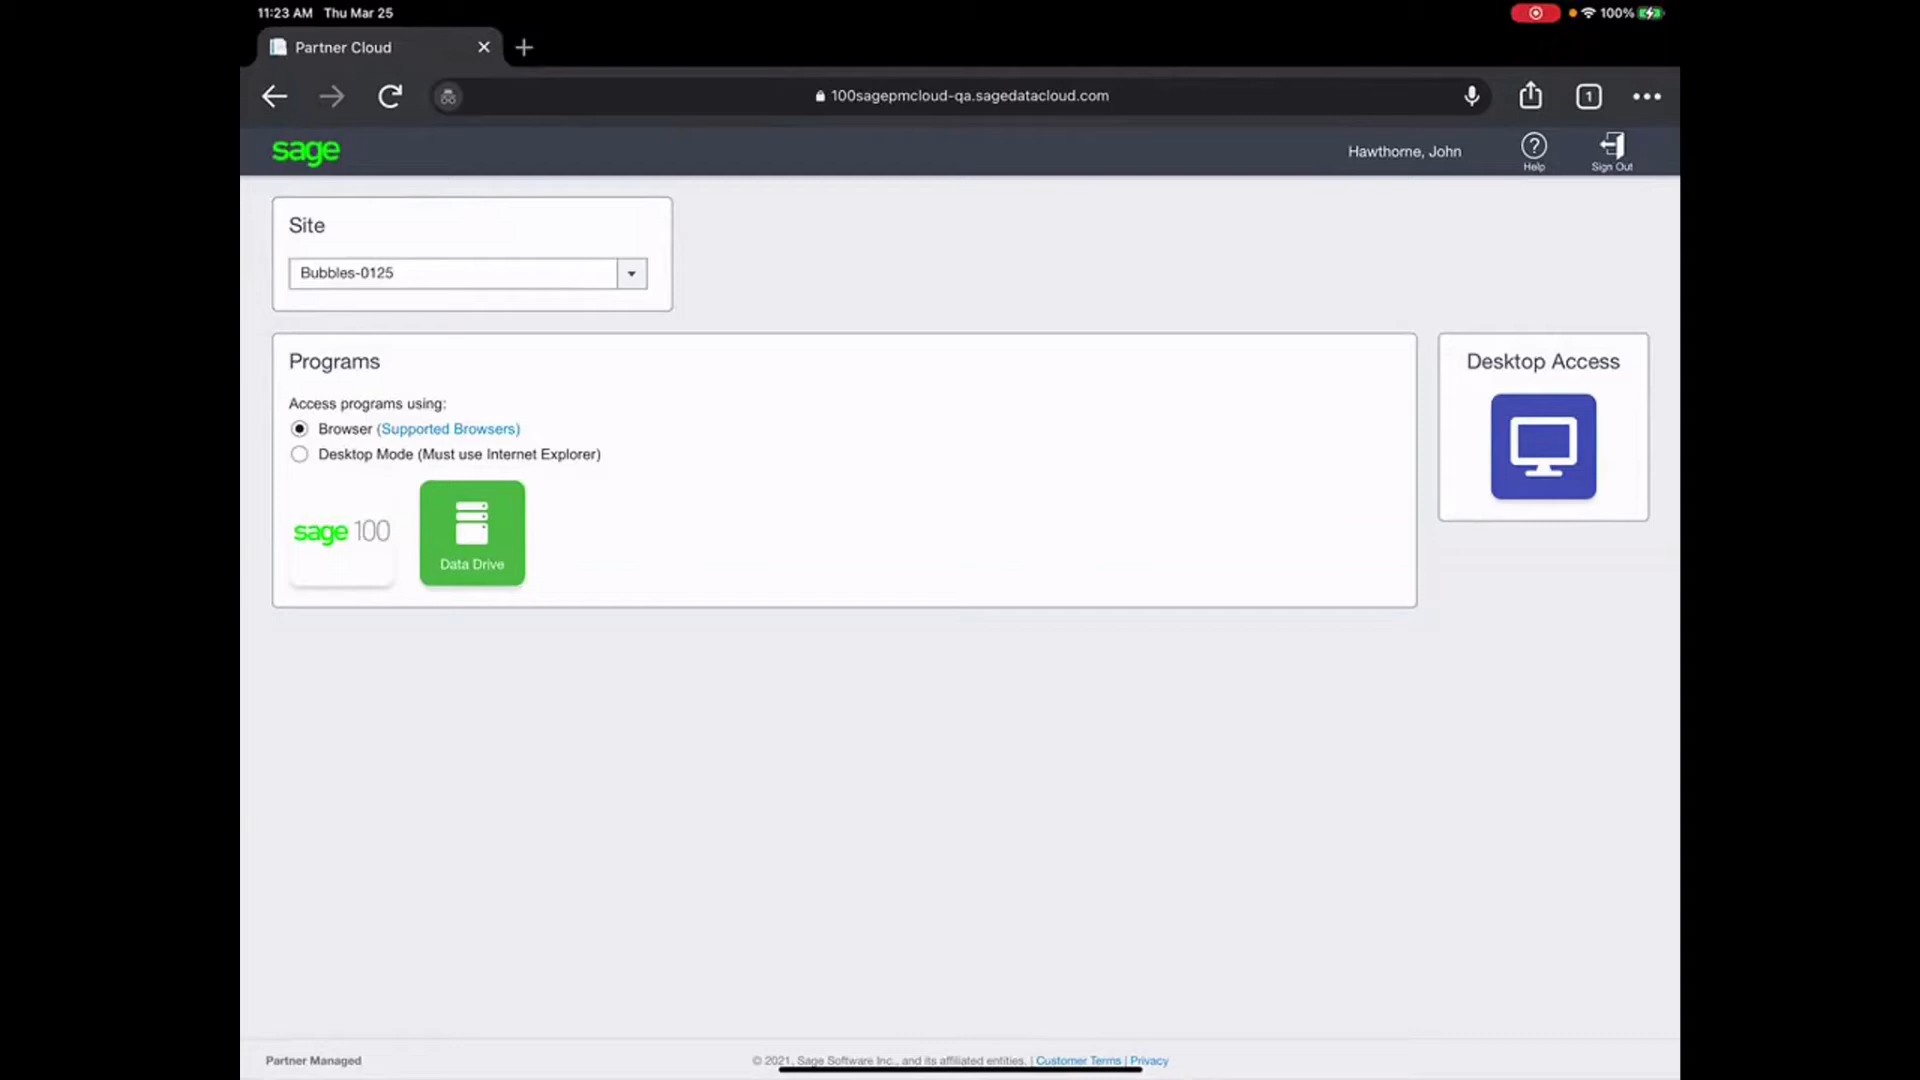 11:23 AM Thu Mar 25
100%
Partner Cloud
100sagepmcloud-qa.sagedatacloud.com
1
sage
Hawthorne, John
Help
Sign Out
Site
Bubbles-0125
Programs
Desktop Access
Access programs using:
Browser (Supported Browsers)
Desktop Mode (Must use Internet Explorer)
sage 100
Data Drive
Partner Managed
© 2021, Sage Software Inc., and its affiliated entities. | Customer Terms | Privacy